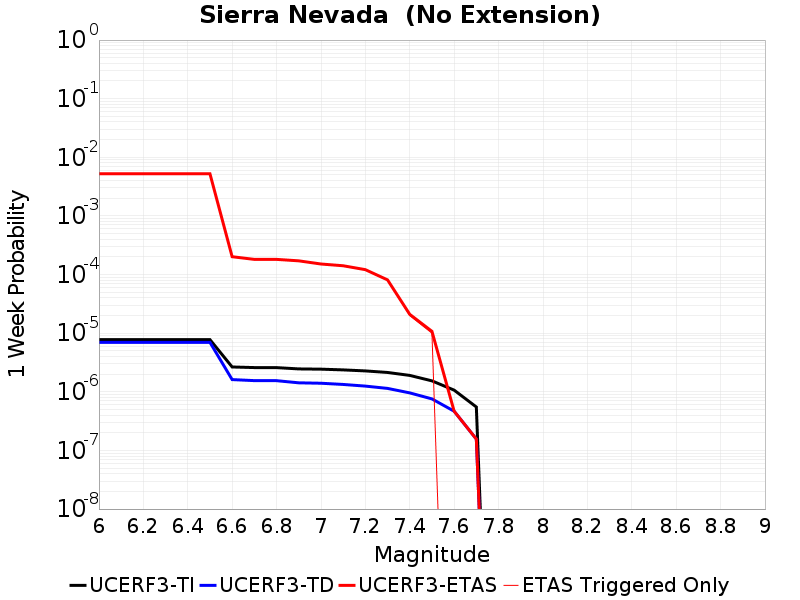 Sierra Nevada (No Extension)
1 Week Probability
10^0
10^-1
10^-2
10^-3
10^-4
10^-5
10^-6
10^-7
10^-8
6 6.2 6.4 6.6 6.8 7 7.2 7.4 7.6 7.8 8 8.2 8.4 8.6 8.8 9
Magnitude
UCERF3-TI UCERF3-TD UCERF3-ETAS ETAS Triggered Only